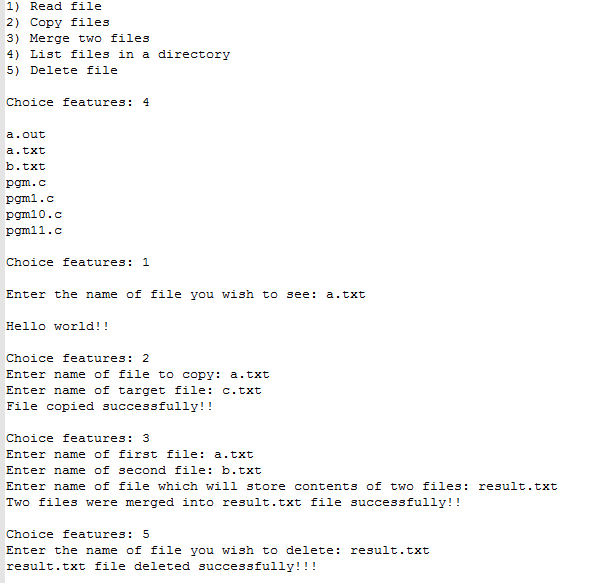 1) Read file
2) Copy files
3) Merge two files
4) List files in a directory
5) Delete file
Choice features: 4
a.out
a.txt
b.txt
pgm.c
pgm1.c
pgm10.c
pgm11.c
Choice features: 1
Enter the name of file you wish to see: a.txt
Hello world!!
Choice features: 2
Enter name of file to copy: a.txt
Enter name of target file: c.txt
File copied successfully!!
Choice features: 3
Enter name of first file: a.txt
Enter name of second file: b.txt
Enter name of file which will store contents of two files: result.txt
Two files were merged into result.txt file successfully!!
Choice features: 5
Enter the name of file you wish to delete: result.txt
result.txt file deleted successfully!!!